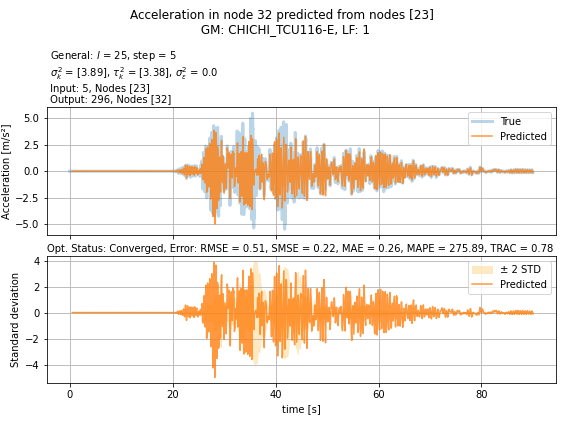 Acceleration in node 32 predicted from nodes [23]
GM: CHICHI_TCU116-E, LF: 1
General: l = 25, step = 5
σ²ₖ = [3.89], τ²ₖ = [3.38], σ²ε = 0.0
Input: 5, Nodes [23]
Output: 296, Nodes [32]
Acceleration [m/s²]
5.0
2.5
0.0
−2.5
−5.0
True
Predicted
Opt. Status: Converged, Error: RMSE = 0.51, SMSE = 0.22, MAE = 0.26, MAPE = 275.89, TRAC = 0.78
Standard deviation
4
2
0
−2
−4
± 2 STD
Predicted
0 20 40 60 80
time [s]